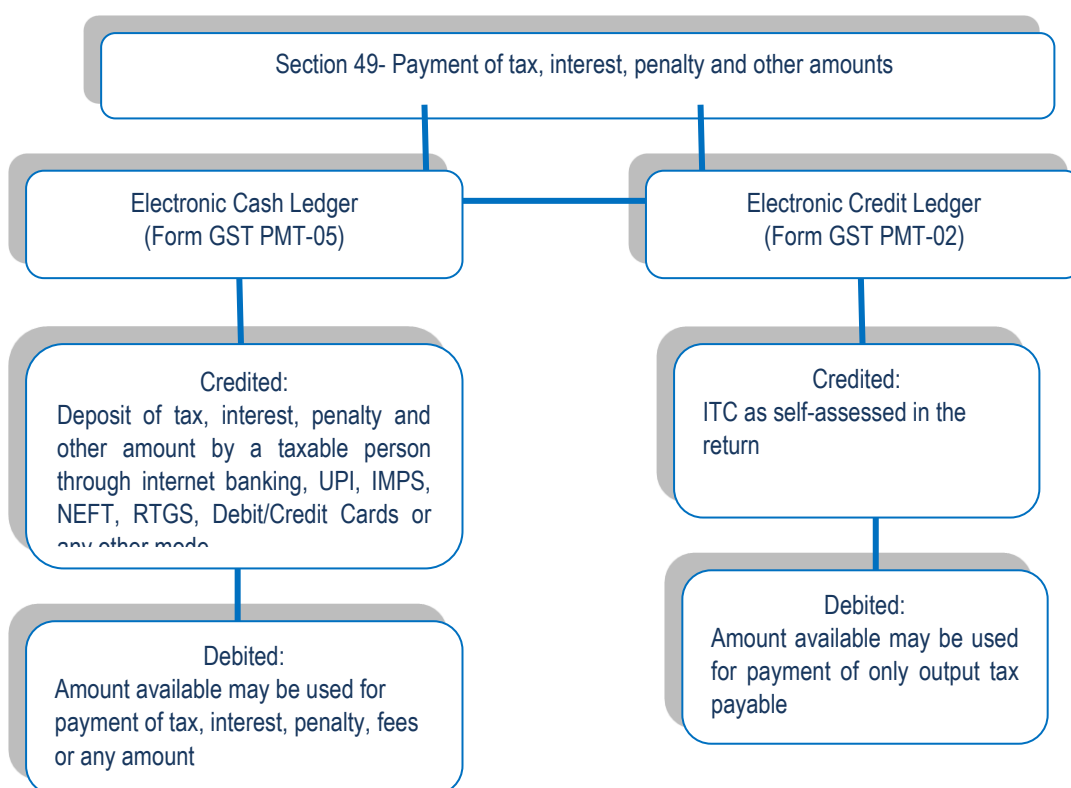 Section 49- Payment of tax, interest, penalty and other amounts
Electronic Cash Ledger
(Form GST PMT-05)
Electronic Credit Ledger
(Form GST PMT-02)
Credited:
Deposit of tax, interest, penalty and
other amount by a taxable person
through internet banking, UPI, IMPS,
NEFT, RTGS, Debit/Credit Cards or
any other mode
Credited:
ITC as self-assessed in the
return
Debited:
Amount available may be used for
payment of tax, interest, penalty, fees
or any amount
Debited:
Amount available may be used
for payment of only output tax
payable